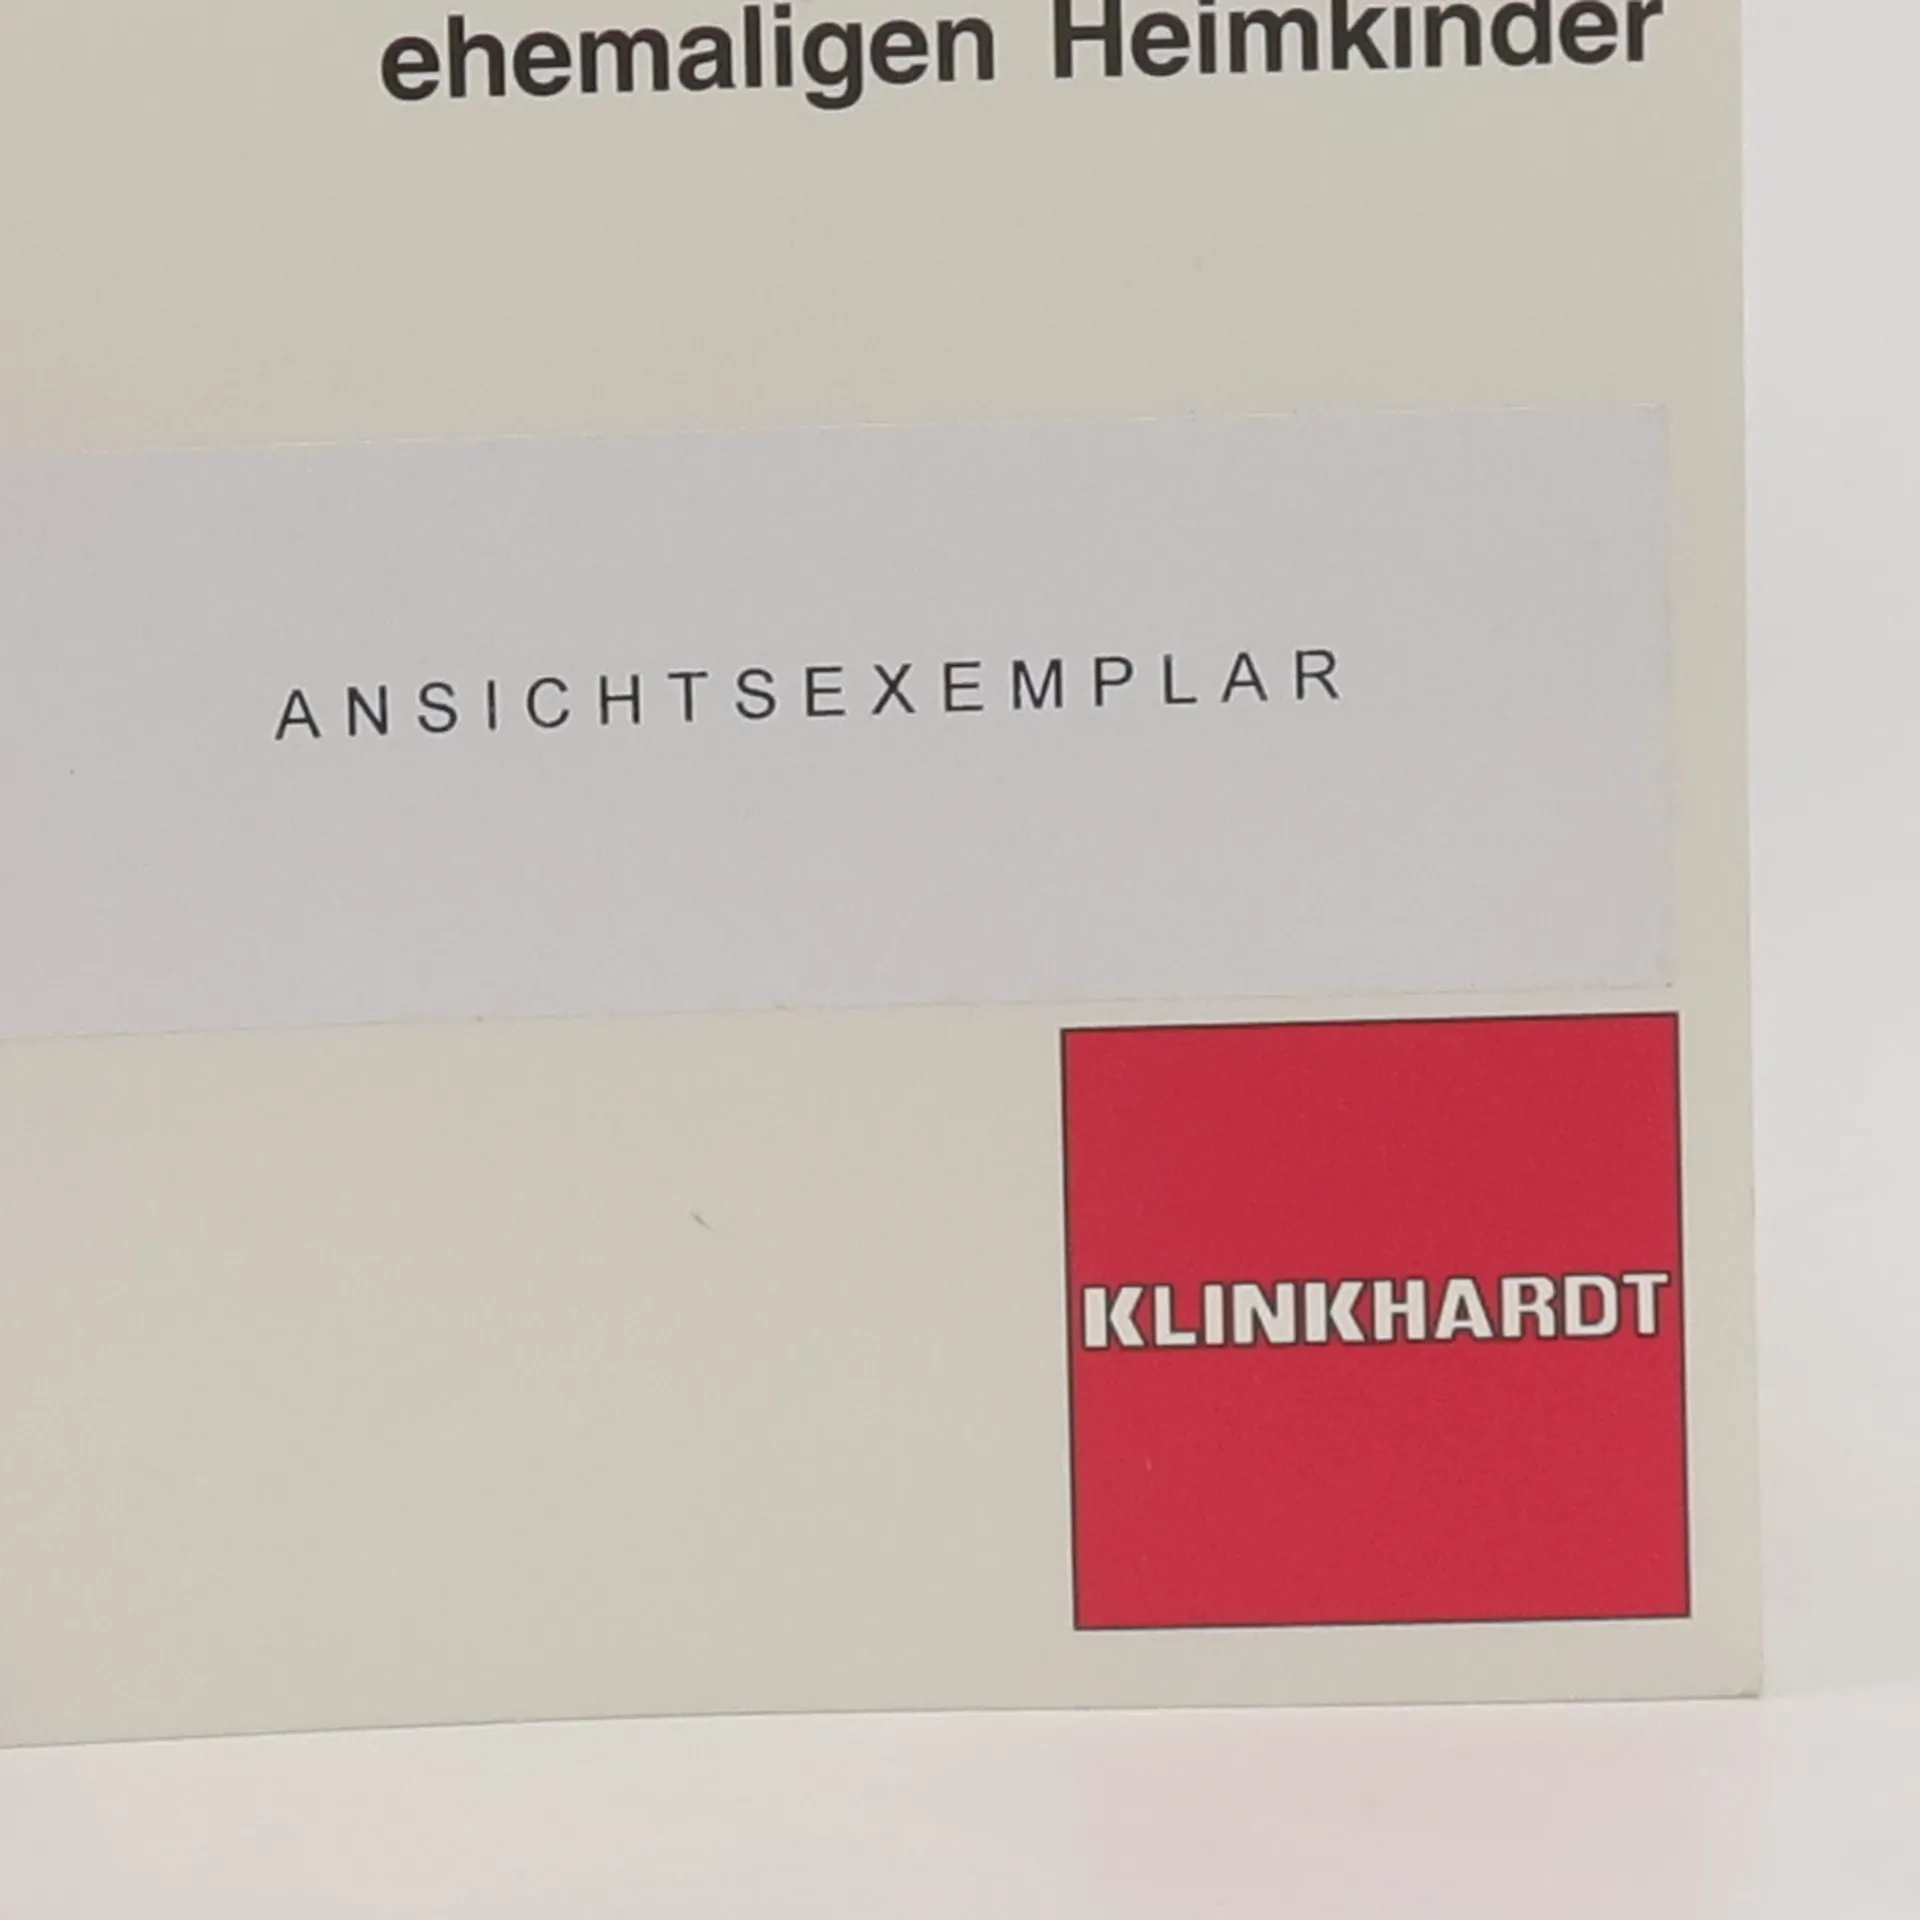 ehemaligen Heimkinder
ANSICHTSEXEMPLAR
KLINKHARDT